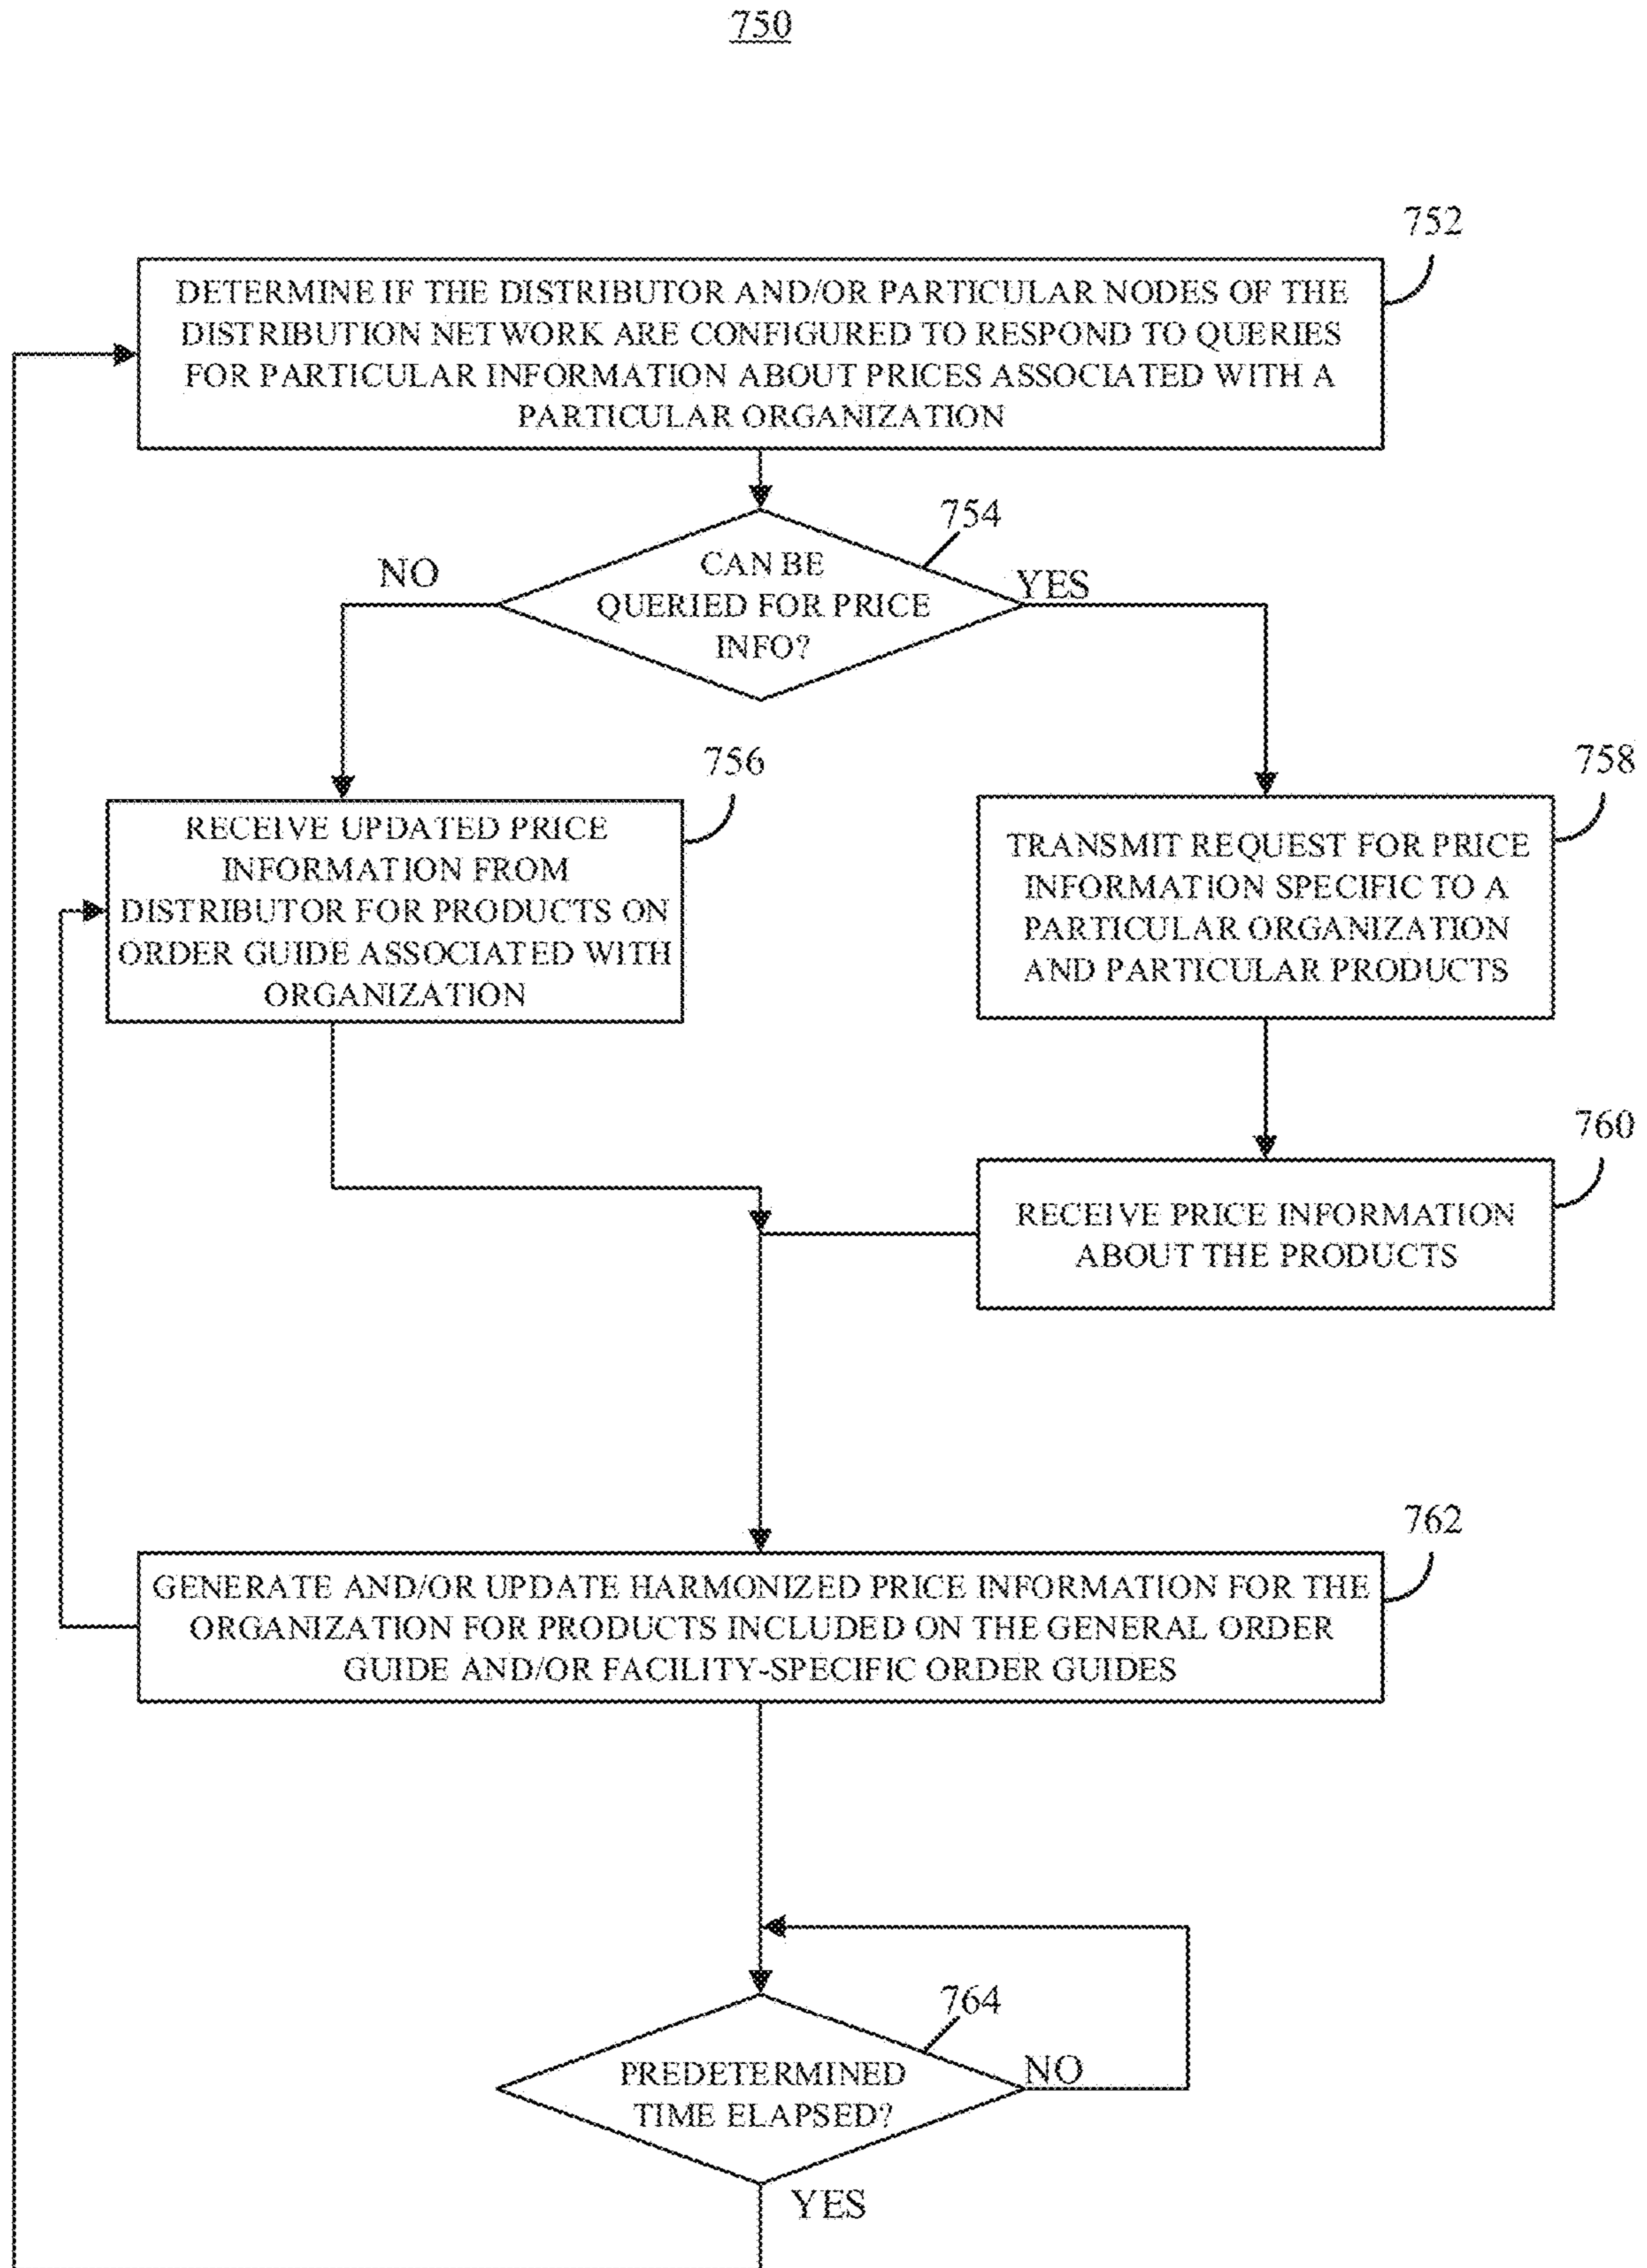 750
752
DETERMINE IF THE DISTRIBUTOR AND/OR PARTICULAR NODES OF THE
DISTRIBUTION NETWORK ARE CONFIGURED TO RESPOND TO QUERIES
FOR PARTICULAR INFORMATION ABOUT PRICES ASSOCIATED WITH A
PARTICULAR ORGANIZATION
754
NO
CAN BE
QUERIED FOR PRICE
INFO?
YES
756
RECEIVE UPDATED PRICE
INFORMATION FROM
DISTRIBUTOR FOR PRODUCTS ON
ORDER GUIDE ASSOCIATED WITH
ORGANIZATION
758
TRANSMIT REQUEST FOR PRICE
INFORMATION SPECIFIC TO A
PARTICULAR ORGANIZATION
AND PARTICULAR PRODUCTS
760
RECEIVE PRICE INFORMATION
ABOUT THE PRODUCTS
762
GENERATE AND/OR UPDATE HARMONIZED PRICE INFORMATION FOR THE
ORGANIZATION FOR PRODUCTS INCLUDED ON THE GENERAL ORDER
GUIDE AND/OR FACILITY-SPECIFIC ORDER GUIDES
764
PREDETERMINED
TIME ELAPSED?
NO
YES